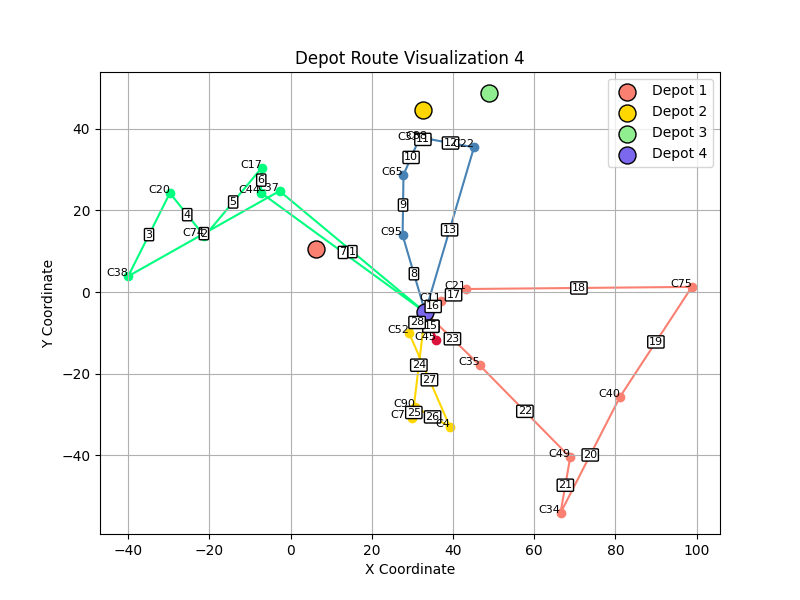 Depot Route Visualization 4
Depot 1
Depot 2
Depot 3
Depot 4
Y Coordinate
X Coordinate
40
20
0
−20
−40
−40
−20
0
20
40
60
80
100
C17
C20
C44
C37
C38
C65
C22
C95
C11
C21
C75
C52
C45
C35
C40
C90
C7
C4
C49
C34
1
2
3
4
5
6
7
8
9
10
11
12
13
15
16
17
18
19
20
21
22
23
24
25
26
27
28